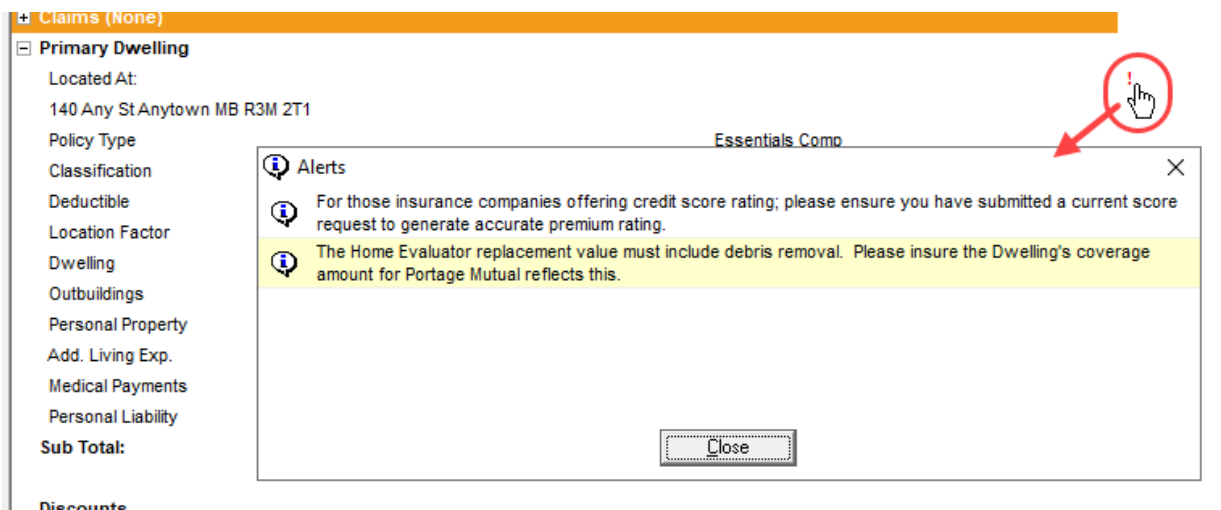 Claims (None)
Primary Dwelling
Located At:
!
140 Any St Anytown MB R3M 2T1
Policy Type
Essentials Comp
Classification
Deductible
Location Factor
Dwelling
Outbuildings
Personal Property
Add. Living Exp.
Medical Payments
Personal Liability
Sub Total:
Discounts
Alerts
For those insurance companies offering credit score rating; please ensure you have submitted a current score
request to generate accurate premium rating.
The Home Evaluator replacement value must include debris removal.  Please insure the Dwelling's coverage
amount for Portage Mutual reflects this.
Close